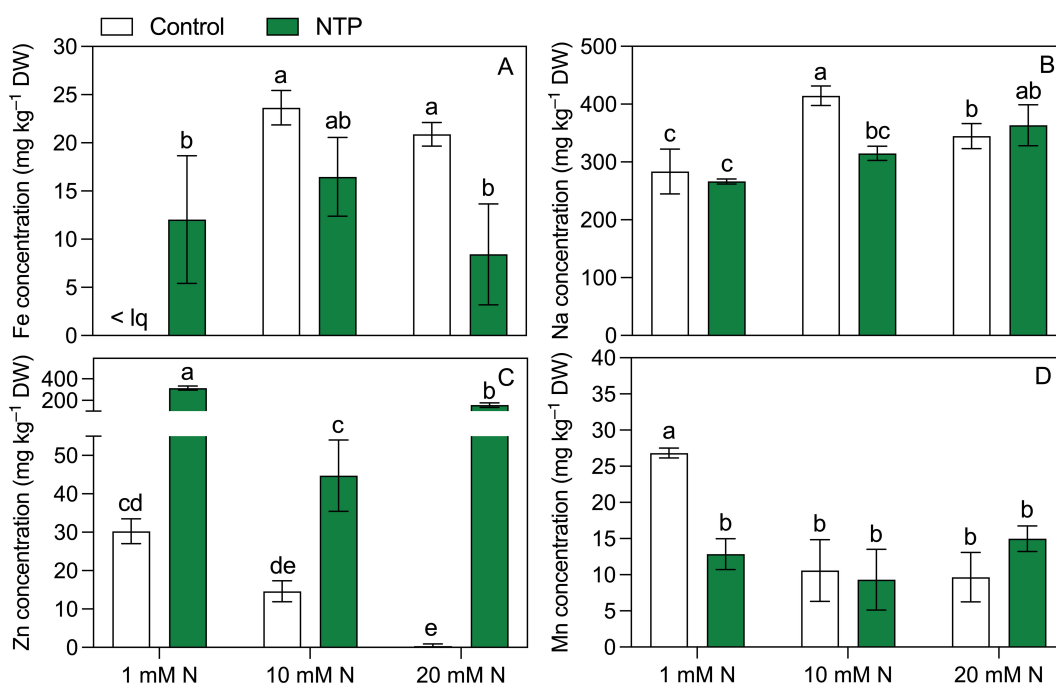 Control NTP
A
Fe concentration (mg kg⁻¹ DW)
30
25
20
15
10
5
0
< lq
b
a
ab
a
b
B
Na concentration (mg kg⁻¹ DW)
500
400
300
200
100
0
c
c
a
bc
b
ab
C
Zn concentration (mg kg⁻¹ DW)
400
200
50
40
30
20
10
0
cd
a
de
c
e
b
1 mM N 10 mM N 20 mM N
D
Mn concentration (mg kg⁻¹ DW)
40
35
30
25
20
15
10
5
0
a
b
b
b
b
b
1 mM N 10 mM N 20 mM N